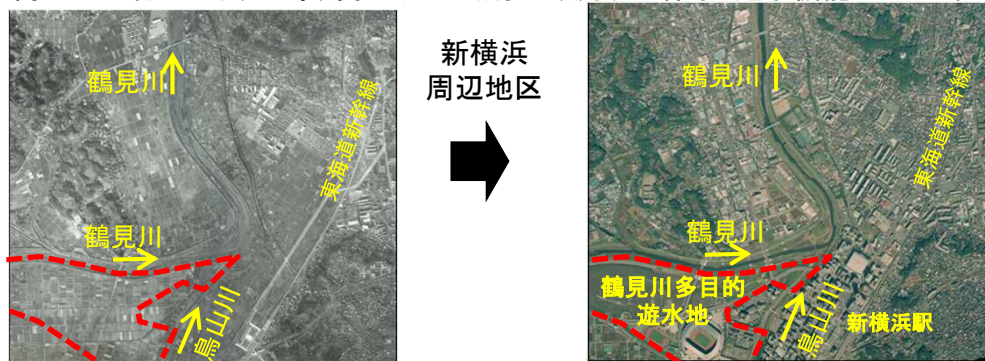 鶴見川
東海道新幹線
鶴見川
鳥山川
新横浜
周辺地区
鶴見川
東海道新幹線
鶴見川
鶴見川多目的
遊水地
鳥山川
新横浜駅